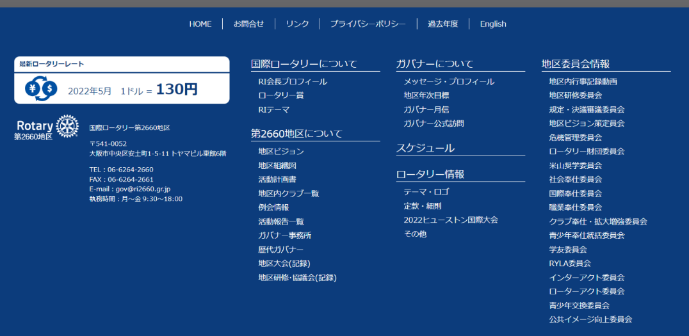 HOME お問合せ リンク プライバシーポリシー 過去年度 English
最新ロータリーレート
2022年5月 1ドル = 130円
Rotary
第2660地区
国際ロータリー第2660地区
〒541-0052
大阪市中央区安土町1-5-11 トヤマビル東館6階
TEL : 06-6264-2660
FAX : 06-6264-2661
E-mail : gov@ri2660.gr.jp
執務時間 : 月~金 9:30~18:00
国際ロータリーについて
RI会長プロフィール
ロータリー賞
RIテーマ
第2660地区について
地区ビジョン
地区組織図
活動計画書
地区内クラブ一覧
例会情報
活動報告一覧
ガバナー事務所
歴代ガバナー
地区大会(記録)
地区研修・協議会(記録)
ガバナーについて
メッセージ・プロフィール
地区年次目標
ガバナー月信
ガバナー公式訪問
スケジュール
ロータリー情報
テーマ・ロゴ
定款・細則
2022ヒューストン国際大会
その他
地区委員会情報
地区内行事記録動画
地区研修委員会
規定・決議審議委員会
地区ビジョン策定員会
危機管理委員会
ロータリー財団委員会
米山奨学委員会
社会奉仕委員会
国際奉仕委員会
職業奉仕委員会
クラブ奉仕・拡大増強委員会
青少年奉仕統括委員会
学友委員会
RYLA委員会
インターアクト委員会
ローターアクト委員会
青少年交換委員会
公共イメージ向上委員会